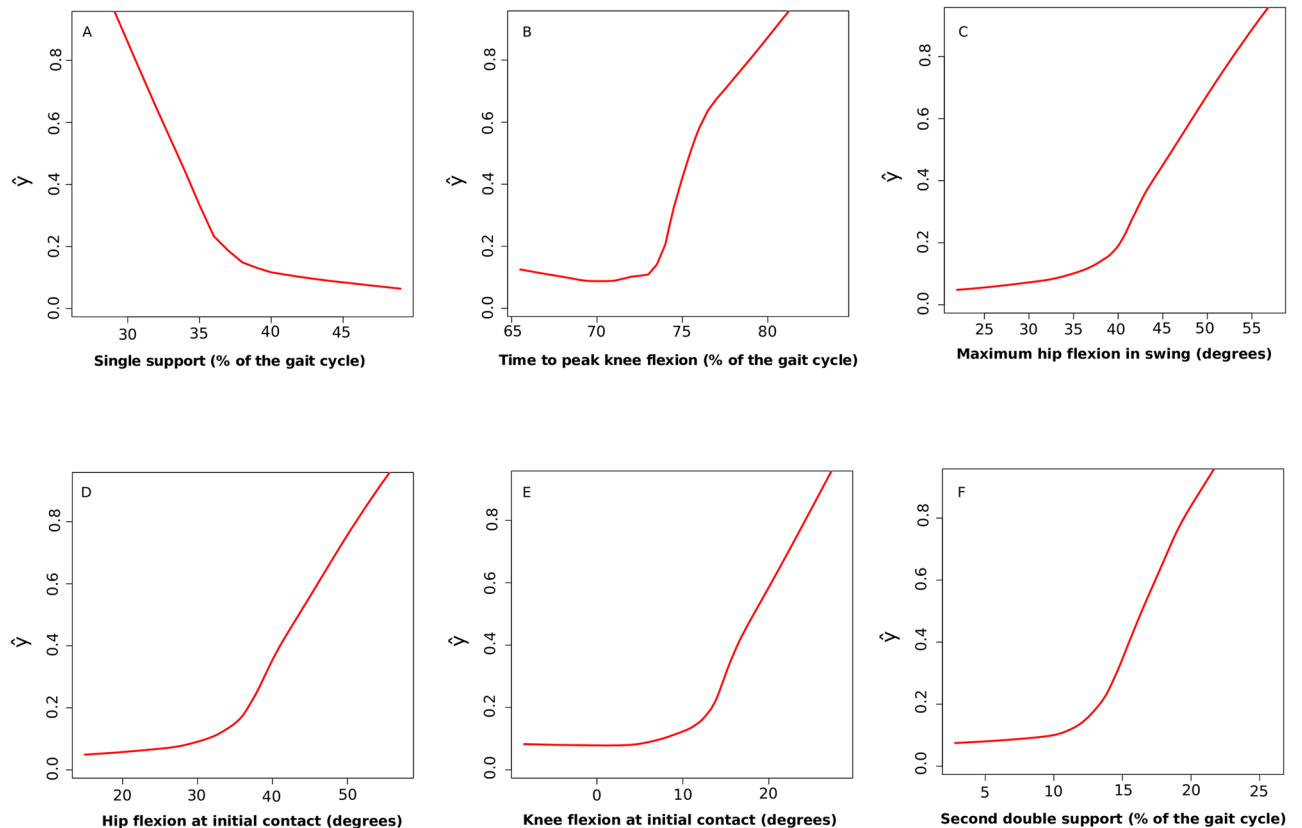 A
0.0 0.2 0.4 0.6 0.8
ŷ
30 35 40 45
Single support (% of the gait cycle)
B
0.0 0.2 0.4 0.6 0.8
ŷ
65 70 75 80
Time to peak knee flexion (% of the gait cycle)
C
0.0 0.2 0.4 0.6 0.8
ŷ
25 30 35 40 45 50 55
Maximum hip flexion in swing (degrees)
D
0.0 0.2 0.4 0.6 0.8
ŷ
20 30 40 50
Hip flexion at initial contact (degrees)
E
0.0 0.2 0.4 0.6 0.8
ŷ
0 10 20
Knee flexion at initial contact (degrees)
F
0.0 0.2 0.4 0.6 0.8
ŷ
5 10 15 20 25
Second double support (% of the gait cycle)